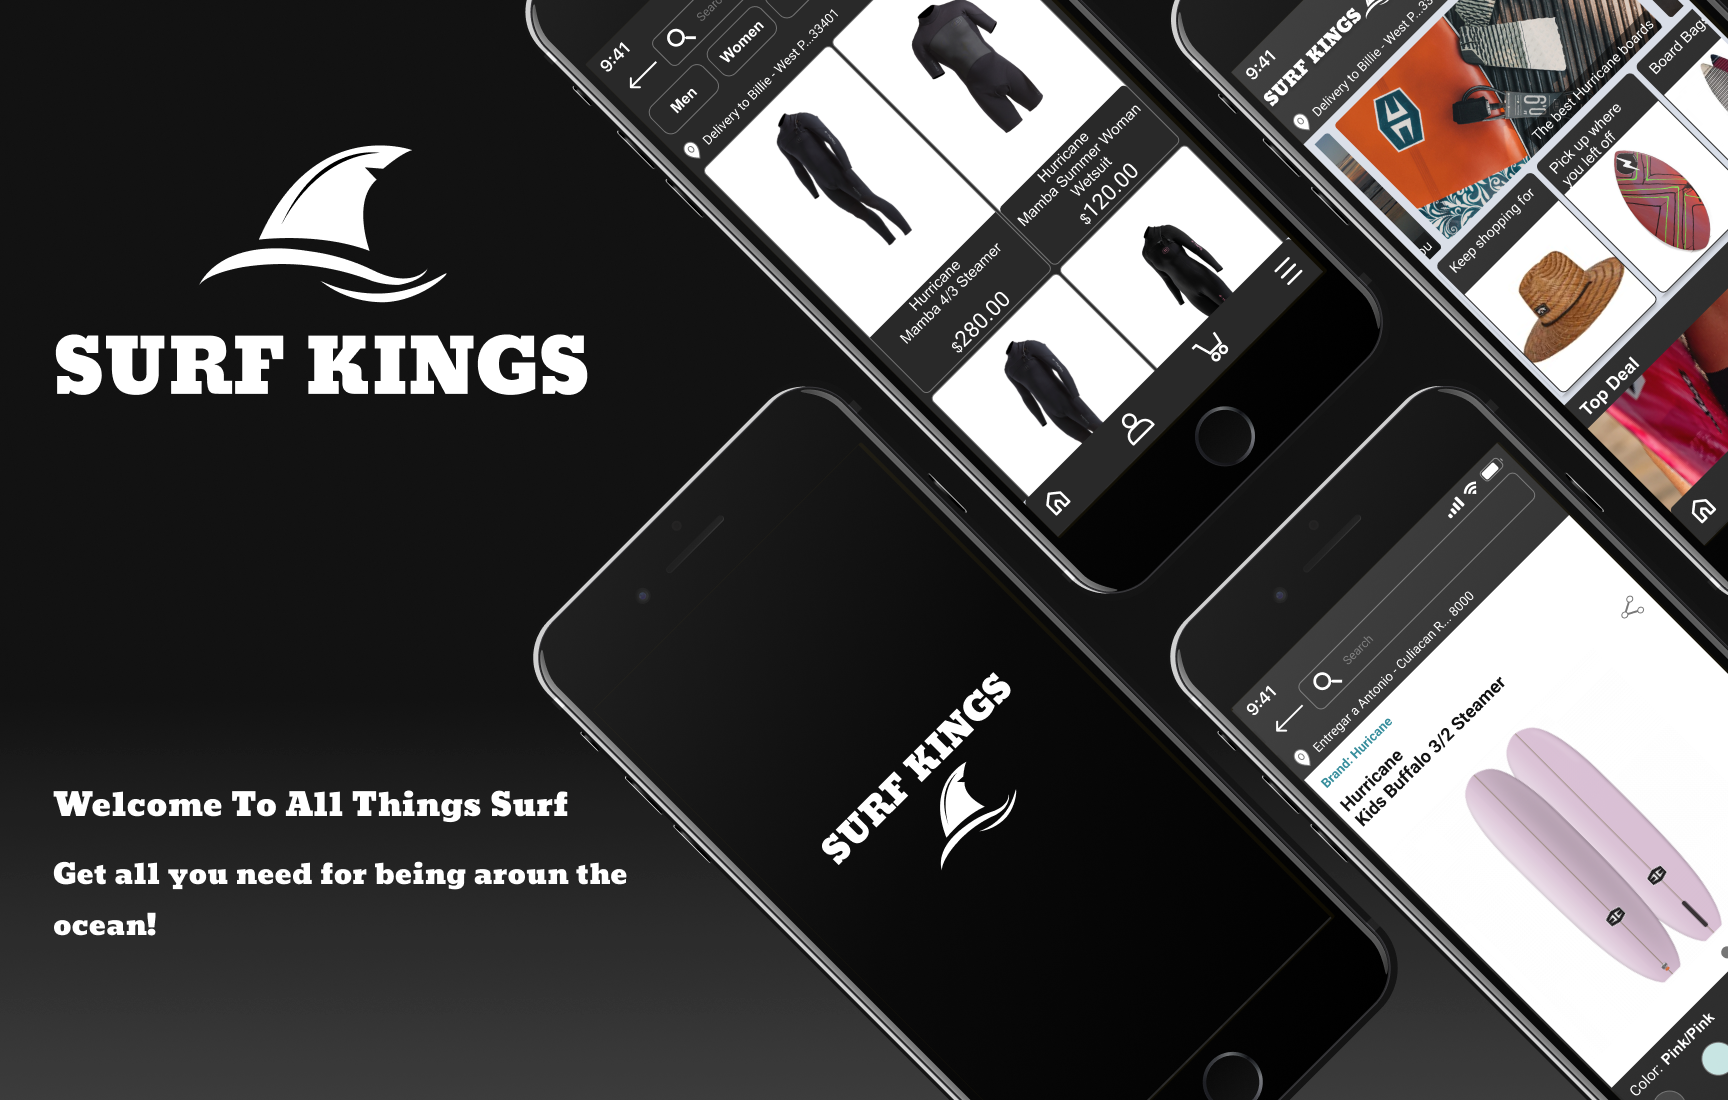 SURF KINGS
Welcome To All Things Surf
Get all you need for being aroun the
ocean!
9:41
Men
Women
Delivery to Billie - West P...33401
Hurricane
Mamba 4/3 Steamer
$280.00
Hurricane
Mamba Summer Woman
Wetsuit
$120.00
9:41
SURF KINGS
Delivery to Billie - West P...33
The best Hurricane boards
Keep shopping for
Pick up where
you left off
Board Bag
Top Deal
SURF KINGS
9:41
Search
Entregar a Antonio - Culiacan R... 8000
Brand: Huricane
Hurricane
Kids Buffalo 3/2 Steamer
Color: Pink/Pink